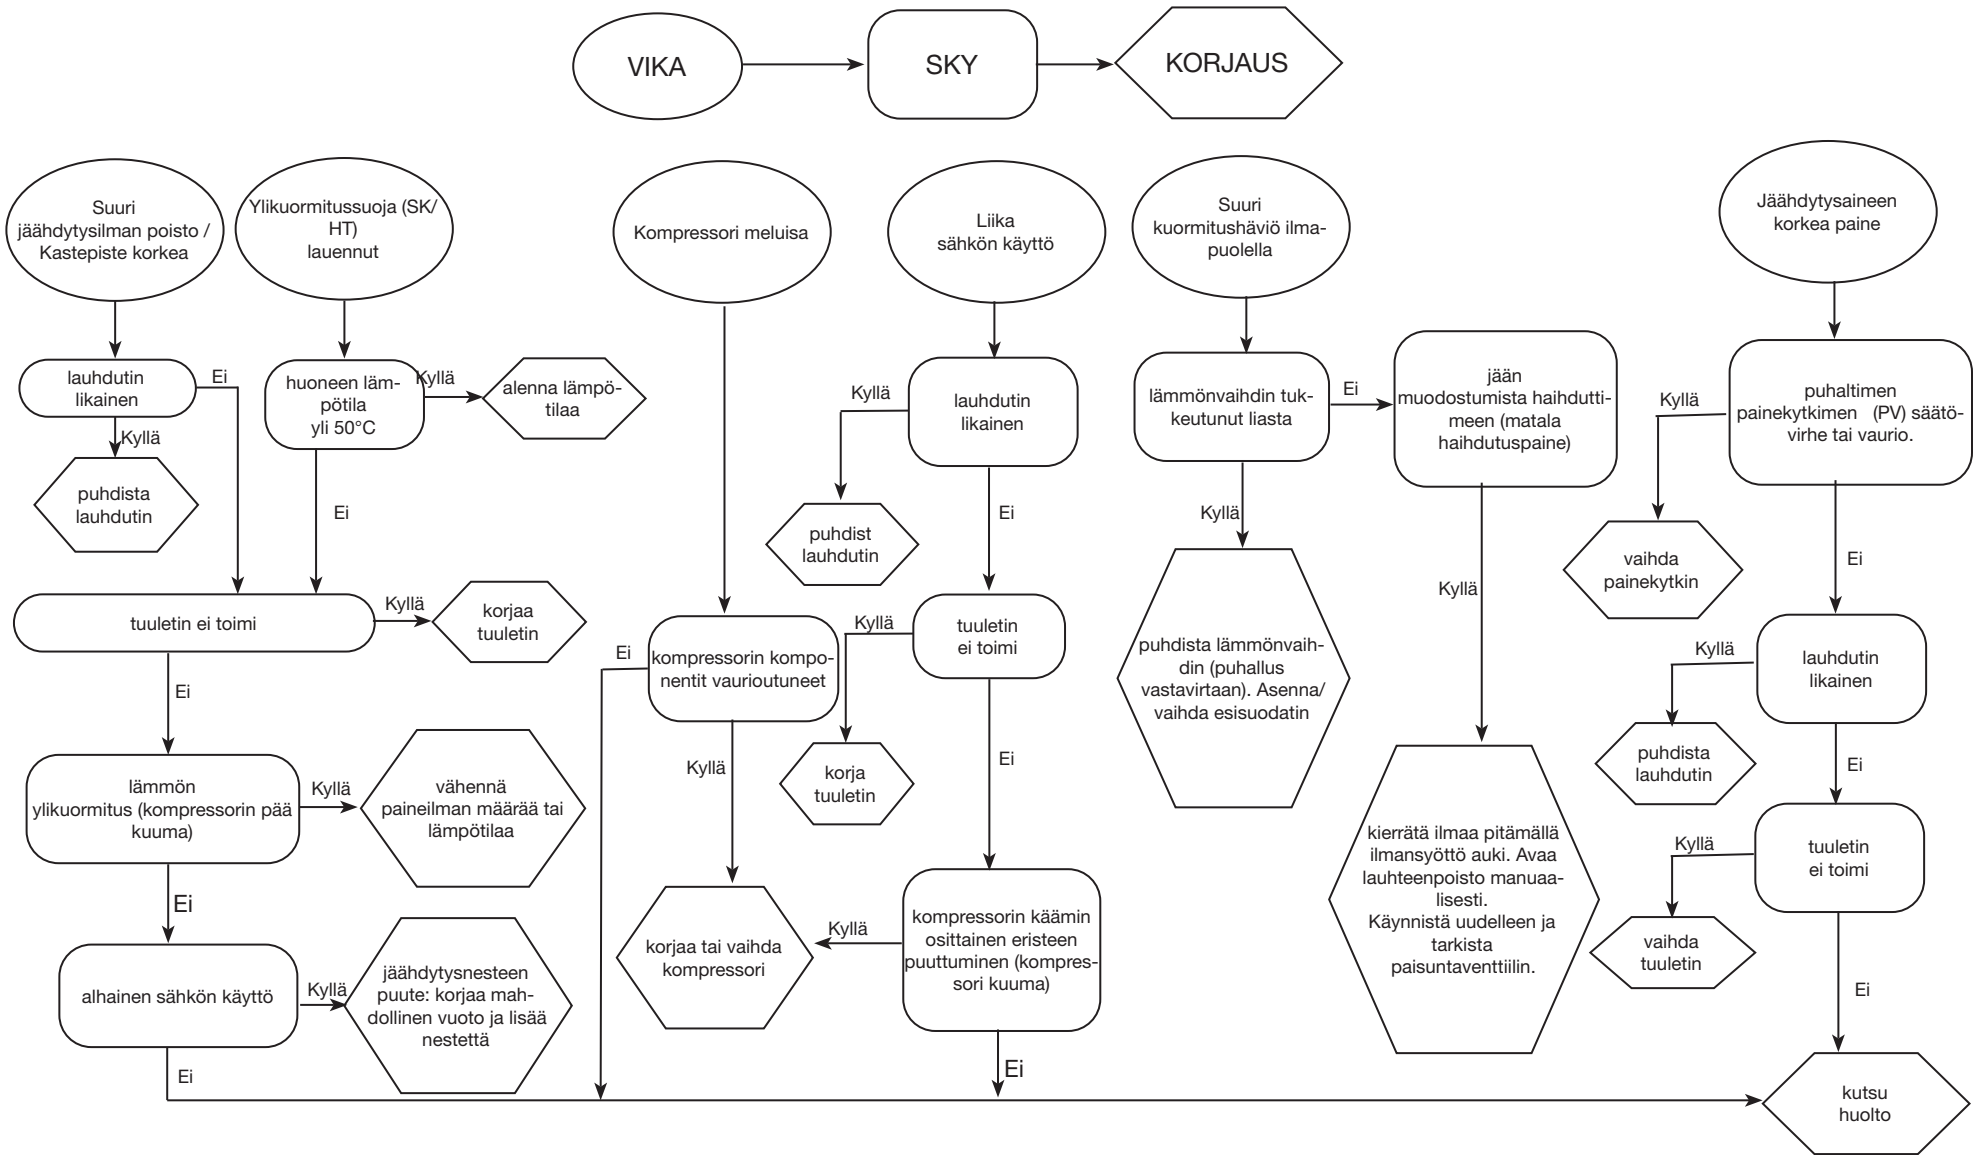 VIKA
SKY
KORJAUS
Suuri
jäähdytysilman poisto /
Kastepiste korkea
Ylikuormitussuoja (SK/
HT)
lauennut
Kompressori meluisa
Liika
sähkön käyttö
Suuri
kuormitushäviö ilma-
puolella
Jäähdytysaineen
korkea paine
lauhdutin
likainen
Ei
Kyllä
puhdista
lauhdutin
huoneen läm-
pötila
yli 50°C
Kyllä
alenna lämpö-
tilaa
Ei
tuuletin ei toimi
Kyllä
korjaa
tuuletin
Ei
lämmön
ylikuormitus (kompressorin pää
kuuma)
Kyllä
vähennä
paineilman määrää tai
lämpötilaa
Ei
alhainen sähkön käyttö
Kyllä
jäähdytysnesteen
puute: korjaa mah-
dollinen vuoto ja lisää
nestettä
Ei
kompressorin kompo-
nentit vaurioutuneet
Ei
Kyllä
korjaa tai vaihda
kompressori
lauhdutin
likainen
Kyllä
puhdist
lauhdutin
Ei
tuuletin
ei toimi
Kyllä
korja
tuuletin
Ei
kompressorin käämin
osittainen eristeen
puuttuminen (kompres-
sori kuuma)
Kyllä
Ei
lämmönvaihdin tuk-
keutunut liasta
Ei
Kyllä
puhdista lämmönvaih-
din (puhallus
vastavirtaan). Asenna/
vaihda esisuodatin
jään
muodostumista haihdutti-
meen (matala
haihdutuspaine)
Kyllä
kierrätä ilmaa pitämällä
ilmansyöttö auki. Avaa
lauhteenpoisto manuaa-
lisesti.
Käynnistä uudelleen ja
tarkista
paisuntaventtiilin.
puhaltimen
painekytkimen (PV) säätö-
virhe tai vaurio.
Kyllä
vaihda
painekytkin
Ei
lauhdutin
likainen
Kyllä
puhdista
lauhdutin
Ei
tuuletin
ei toimi
Kyllä
vaihda
tuuletin
Ei
kutsu
huolto